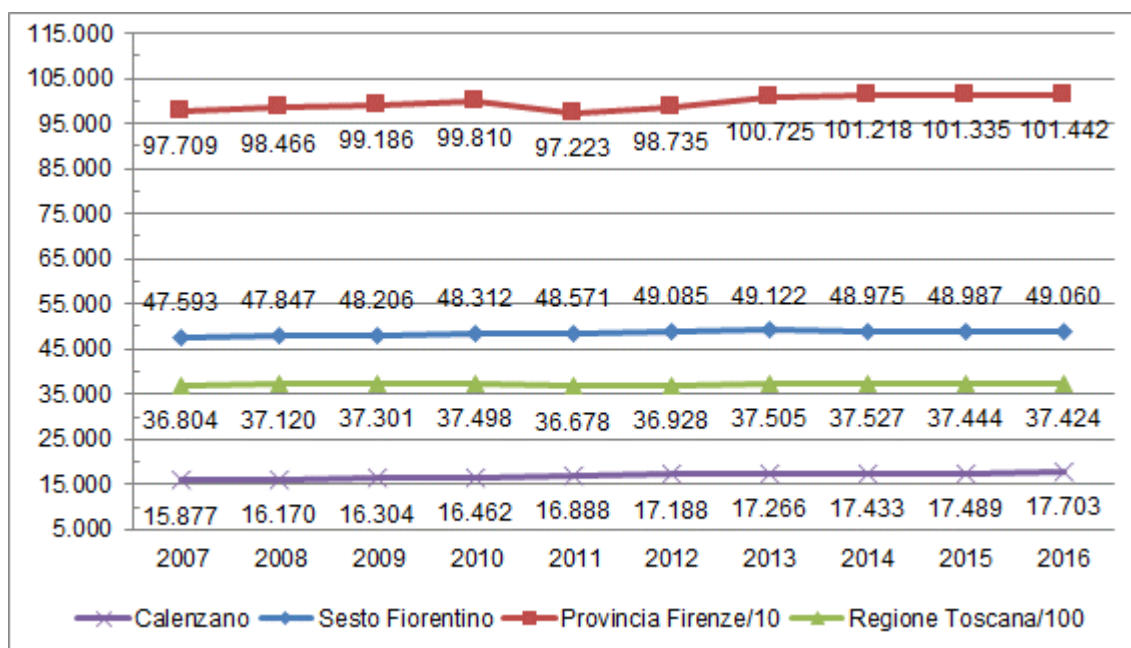 115.000
105.000
95.000
97.709 98.466 99.186 99.810 97.223 98.735 100.725 101.218 101.335 101.442
85.000
75.000
65.000
55.000
47.593 47.847 48.206 48.312 48.571 49.085 49.122 48.975 48.987 49.060
45.000
35.000
36.804 37.120 37.301 37.498 36.678 36.928 37.505 37.527 37.444 37.424
25.000
15.000
15.877 16.170 16.304 16.462 16.888 17.188 17.266 17.433 17.489 17.703
5.000
2007 2008 2009 2010 2011 2012 2013 2014 2015 2016
Calenzano Sesto Fiorentino Provincia Firenze/10 Regione Toscana/100